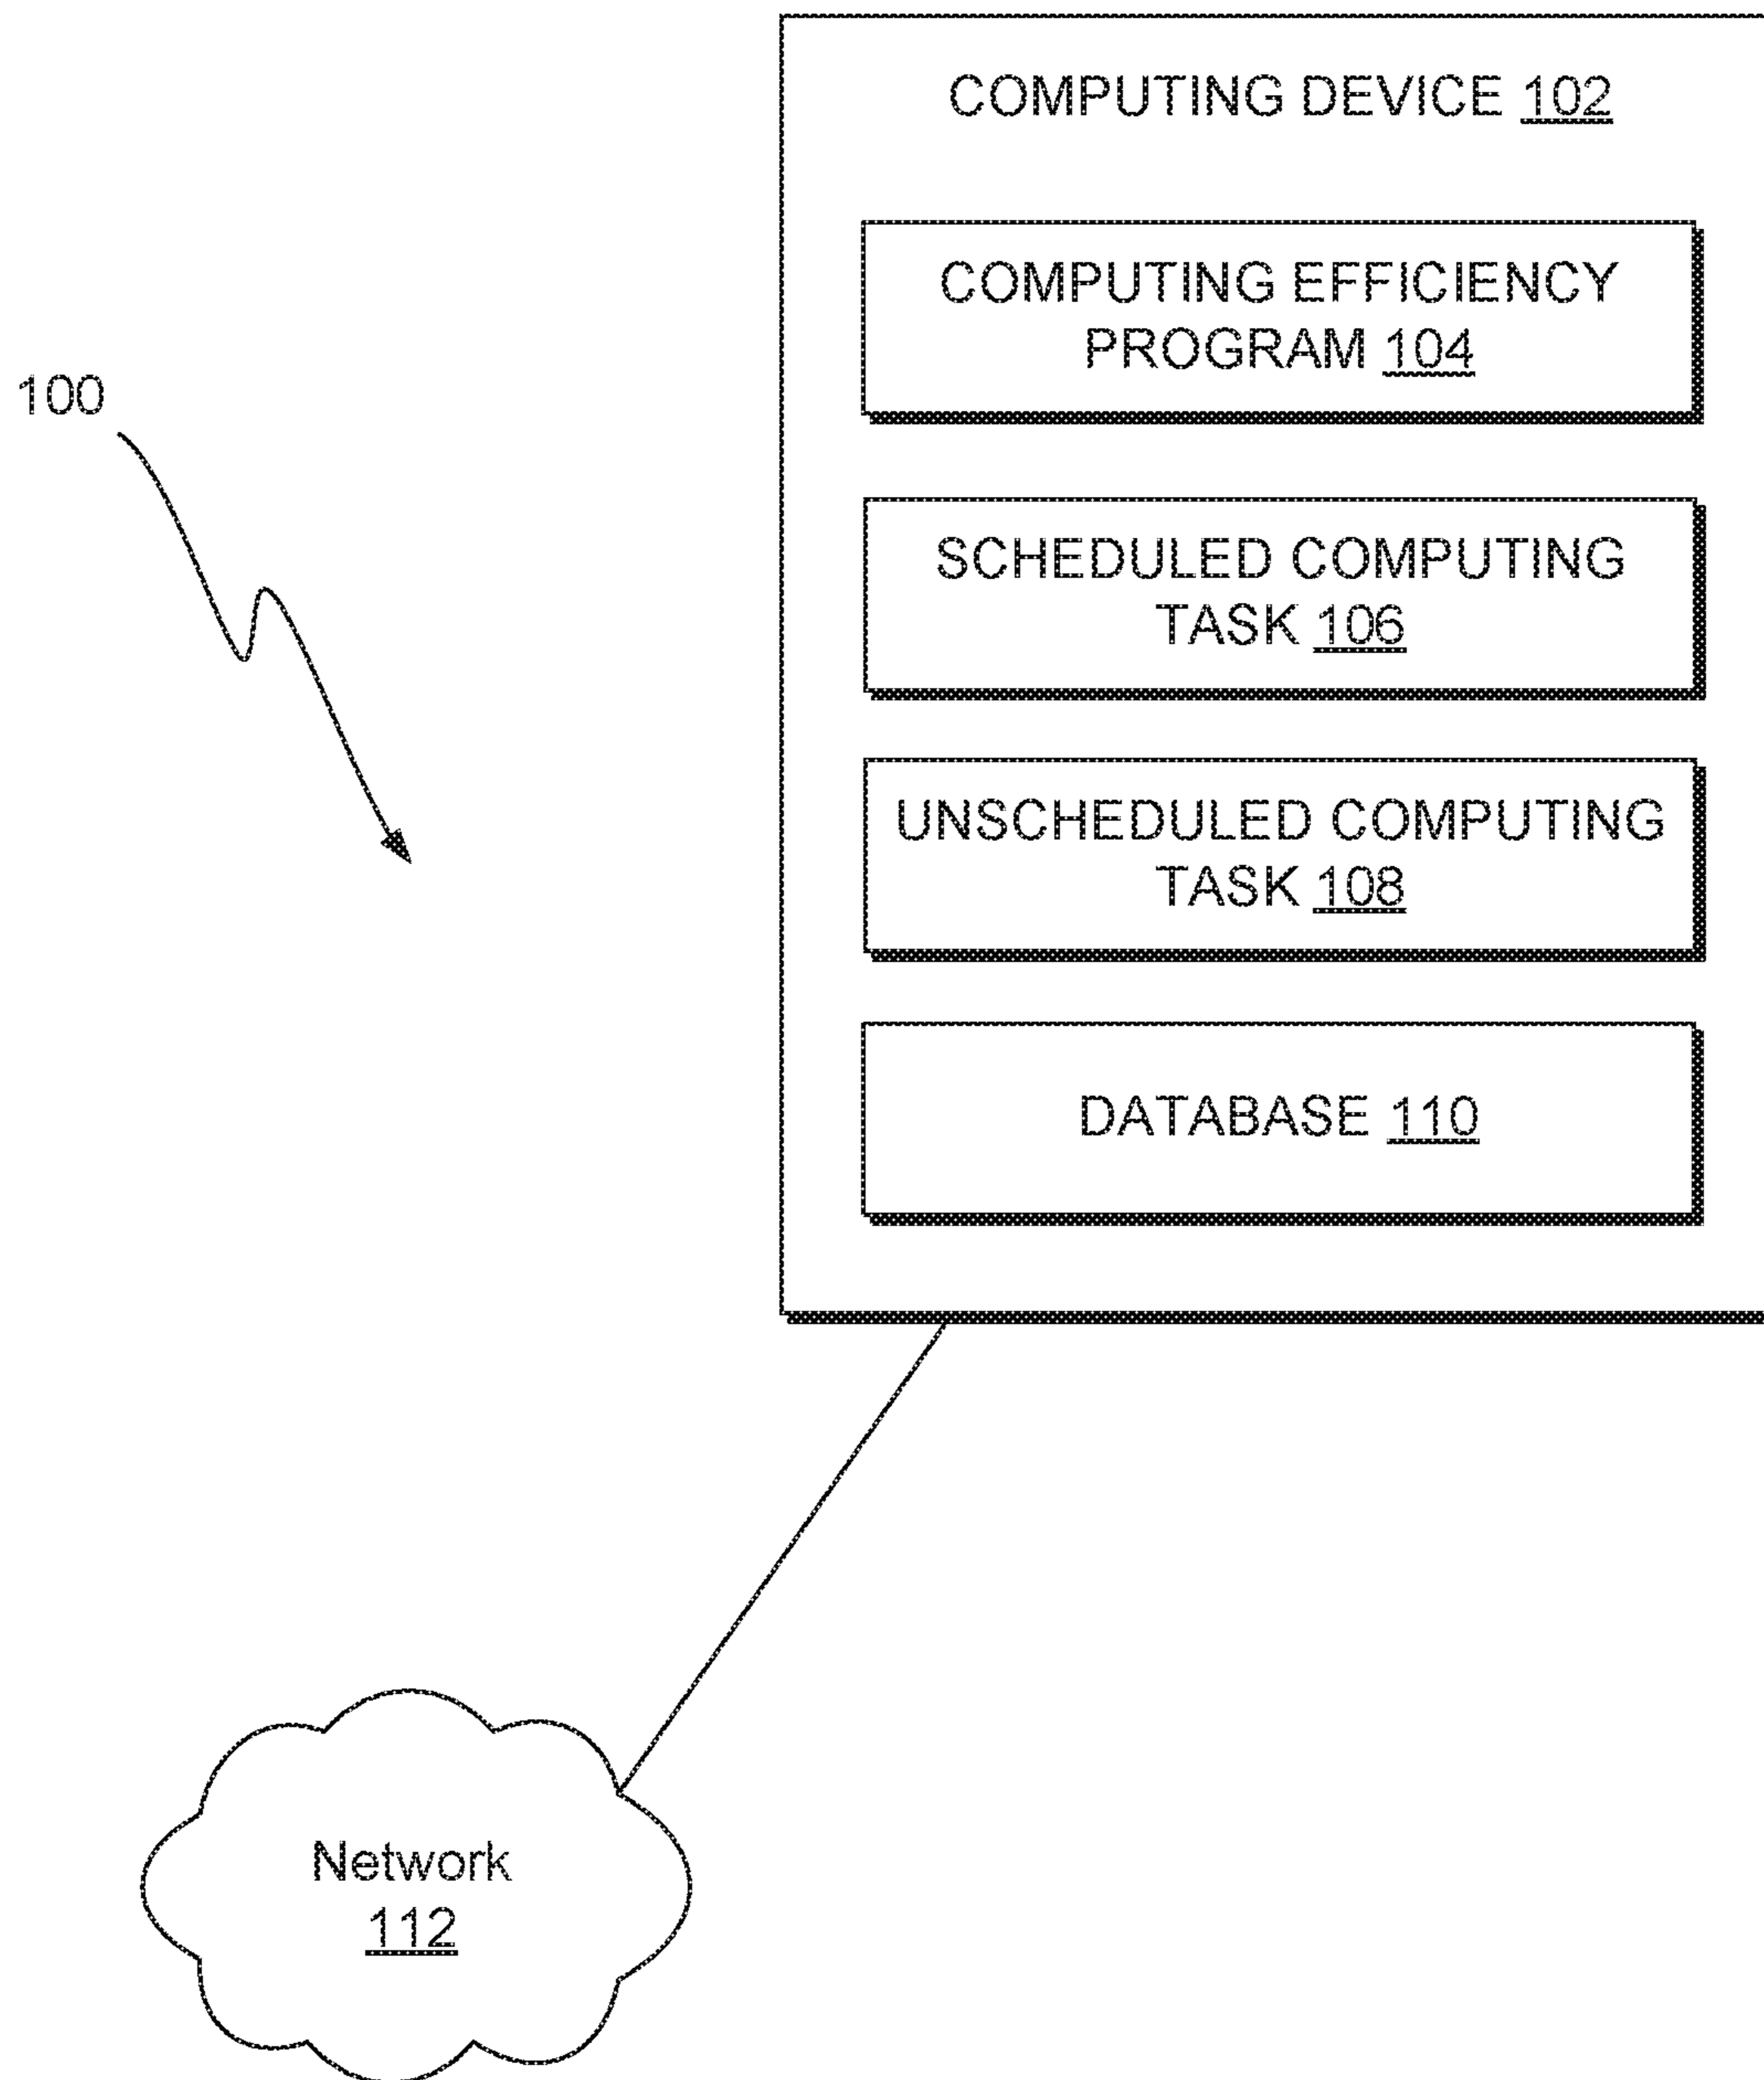 COMPUTING DEVICE 102
COMPUTING EFFICIENCY
PROGRAM 104
100
SCHEDULED COMPUTING
TASK 106
UNSCHEDULED COMPUTING
TASK 108
DATABASE 110
Network
112